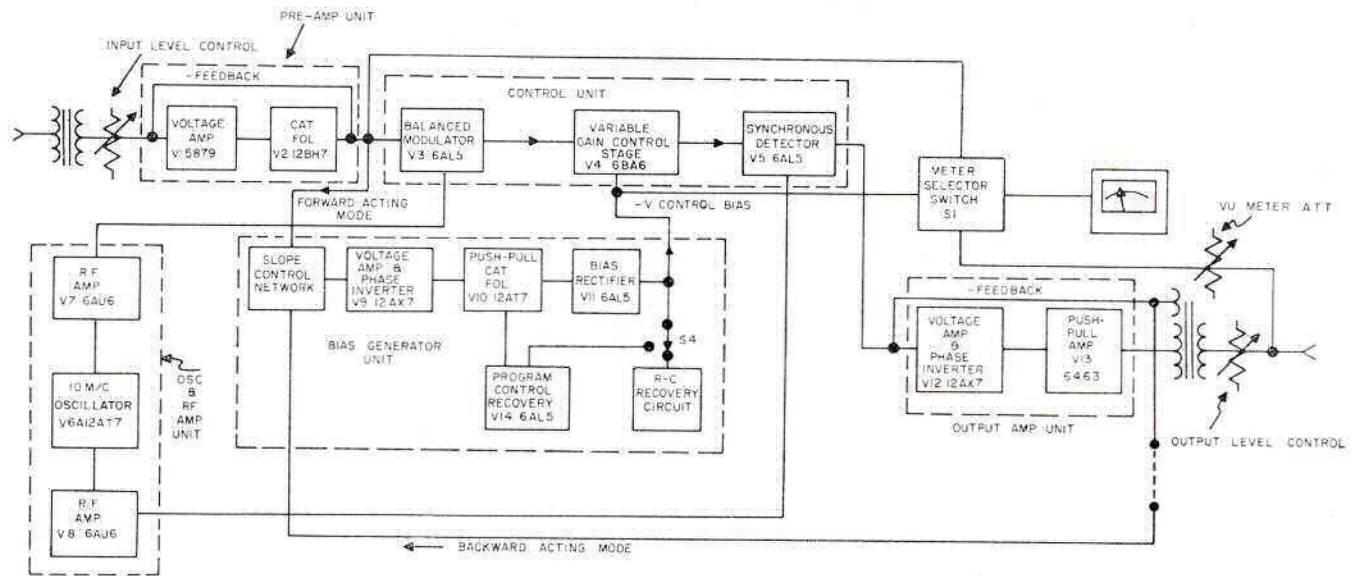 PRE-AMP UNIT
INPUT LEVEL CONTROL
-FEEDBACK
VOLTAGE
AMP
V1 5879
CAT
FOL
V2 12BH7
CONTROL UNIT
BALANCED
MODULATOR
V3 6AL5
VARIABLE
GAIN CONTROL
STAGE
V4 6BA6
SYNCHRONOUS
DETECTOR
V5 6AL5
METER
SELECTOR
SWITCH
S1
VU METER ATT
FORWARD ACTING
MODE
-V CONTROL BIAS
R.F
AMP
V7 6AU6
10 M/C
OSCILLATOR
V6A12AT7
R.F
AMP
V8 6AU6
OSC
&
RF
AMP
UNIT
SLOPE
CONTROL
NETWORK
VOLTAGE
AMP &
PHASE
INVERTER
V9 12AX7
PUSH-PULL
CAT
FOL
V10 12AT7
BIAS
RECTIFIER
V11 6AL5
BIAS GENERATOR
UNIT
S4
PROGRAM
CONTROL
RECOVERY
V14 6AL5
R-C
RECOVERY
CIRCUIT
-FEEDBACK
VOLTAGE
AMP
&
PHASE
INVERTER
V12 12AX7
PUSH-
PULL
AMP
V13
6463
OUTPUT AMP UNIT
OUTPUT LEVEL CONTROL
BACKWARD ACTING MODE